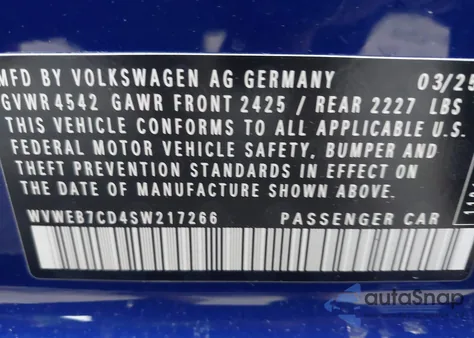 MFD BY VOLKSWAGEN AG GERMANY 03/25
GVWR 4542 GAWR FRONT 2425 / REAR 2227 LBS
THIS VEHICLE CONFORMS TO ALL APPLICABLE U.S.
FEDERAL MOTOR VEHICLE SAFETY, BUMPER AND
THEFT PREVENTION STANDARDS IN EFFECT ON THE
DATE OF MANUFACTURE SHOWN ABOVE.
WVWEB7CD4SW217266 PASSENGER CAR
autoSnap